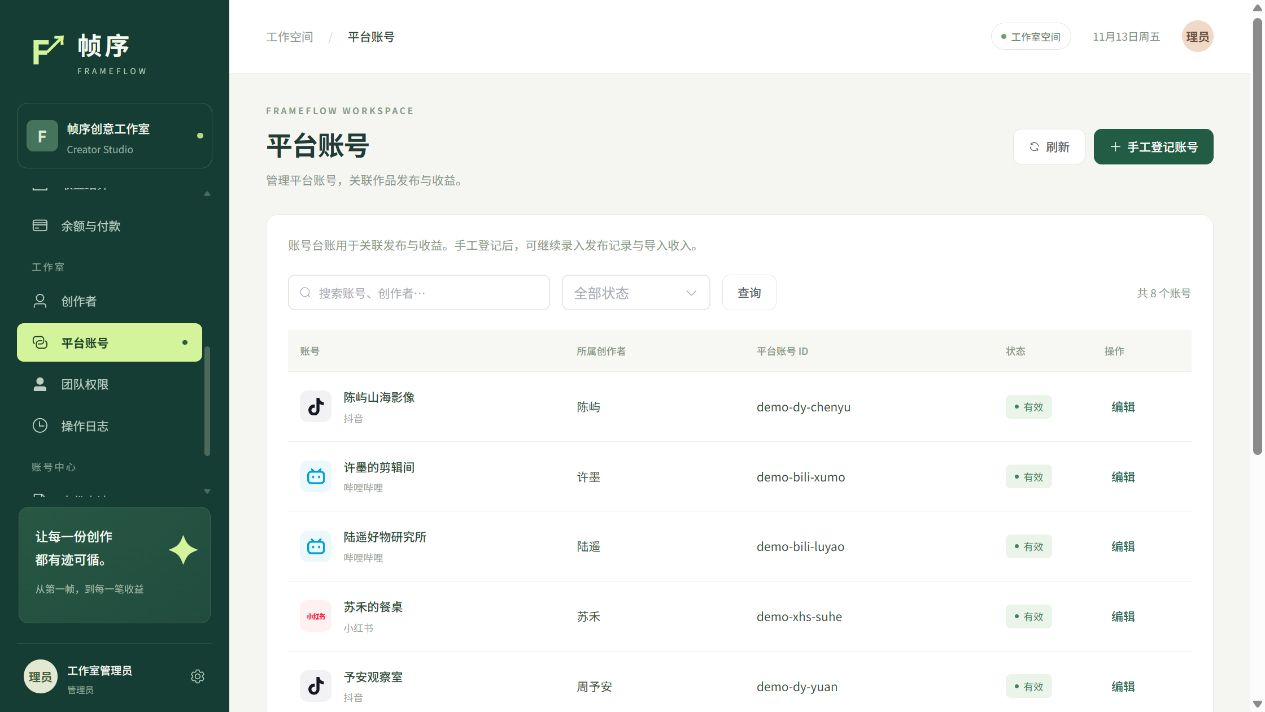 帧序
FRAMEFLOW
F
帧序创意工作室
Creator Studio
余额与付款
工作室
创作者
平台账号
团队权限
操作日志
账号中心
让每一份创作
都有迹可循。
从第一帧，到每一笔收益
理员
工作室管理员
管理员
工作空间 / 平台账号
工作室空间
11月13日周五
理员
FRAMEFLOW WORKSPACE
平台账号
管理平台账号，关联作品发布与收益。
刷新
手工登记账号
账号台账用于关联发布与收益。手工登记后，可继续录入发布记录与导入收入。
搜索账号、创作者…
全部状态
查询
共 8 个账号
账号 所属创作者 平台账号 ID 状态 操作
陈屿山海影像
抖音
陈屿 demo-dy-chenyu 有效 编辑
许墨的剪辑间
哔哩哔哩
许墨 demo-bili-xumo 有效 编辑
陆遥好物研究所
哔哩哔哩
陆遥 demo-bili-luyao 有效 编辑
小红书
苏禾的餐桌
小红书
苏禾 demo-xhs-suhe 有效 编辑
予安观察室
抖音
周予安 demo-dy-yuan 有效 编辑